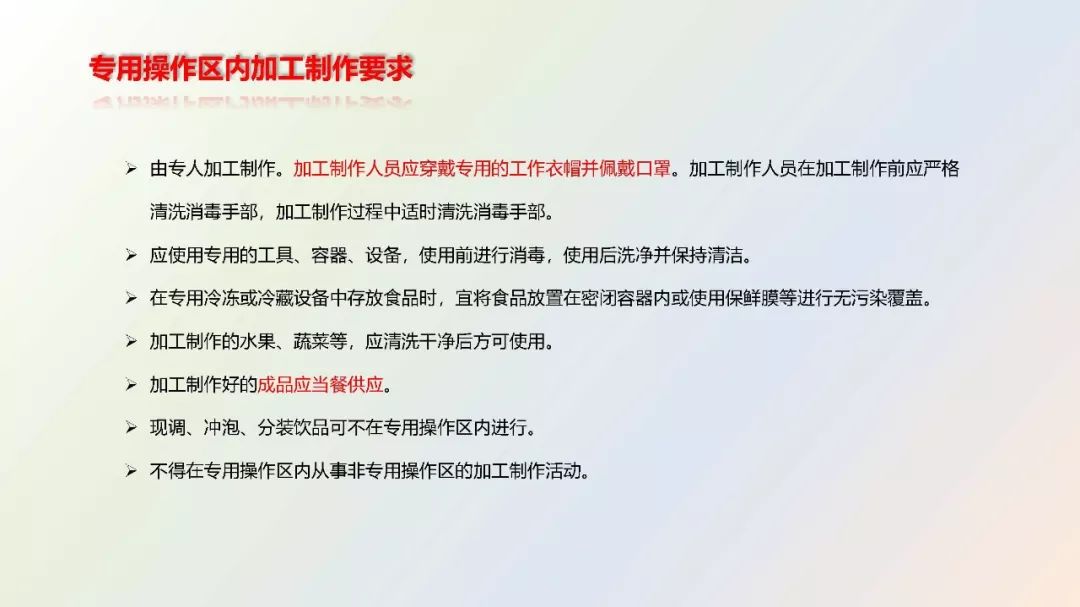 专用操作区内加工制作要求
➢ 由专人加工制作。加工制作人员应穿戴专用的工作衣帽并佩戴口罩。加工制作人员在加工制作前应严格
清洗消毒手部，加工制作过程中适时清洗消毒手部。
➢ 应使用专用的工具、容器、设备，使用前进行消毒，使用后洗净并保持清洁。
➢ 在专用冷冻或冷藏设备中存放食品时，宜将食品放置在密闭容器内或使用保鲜膜等进行无污染覆盖。
➢ 加工制作的水果、蔬菜等，应清洗干净后方可使用。
➢ 加工制作好的成品应当餐供应。
➢ 现调、冲泡、分装饮品可不在专用操作区内进行。
➢ 不得在专用操作区内从事非专用操作区的加工制作活动。